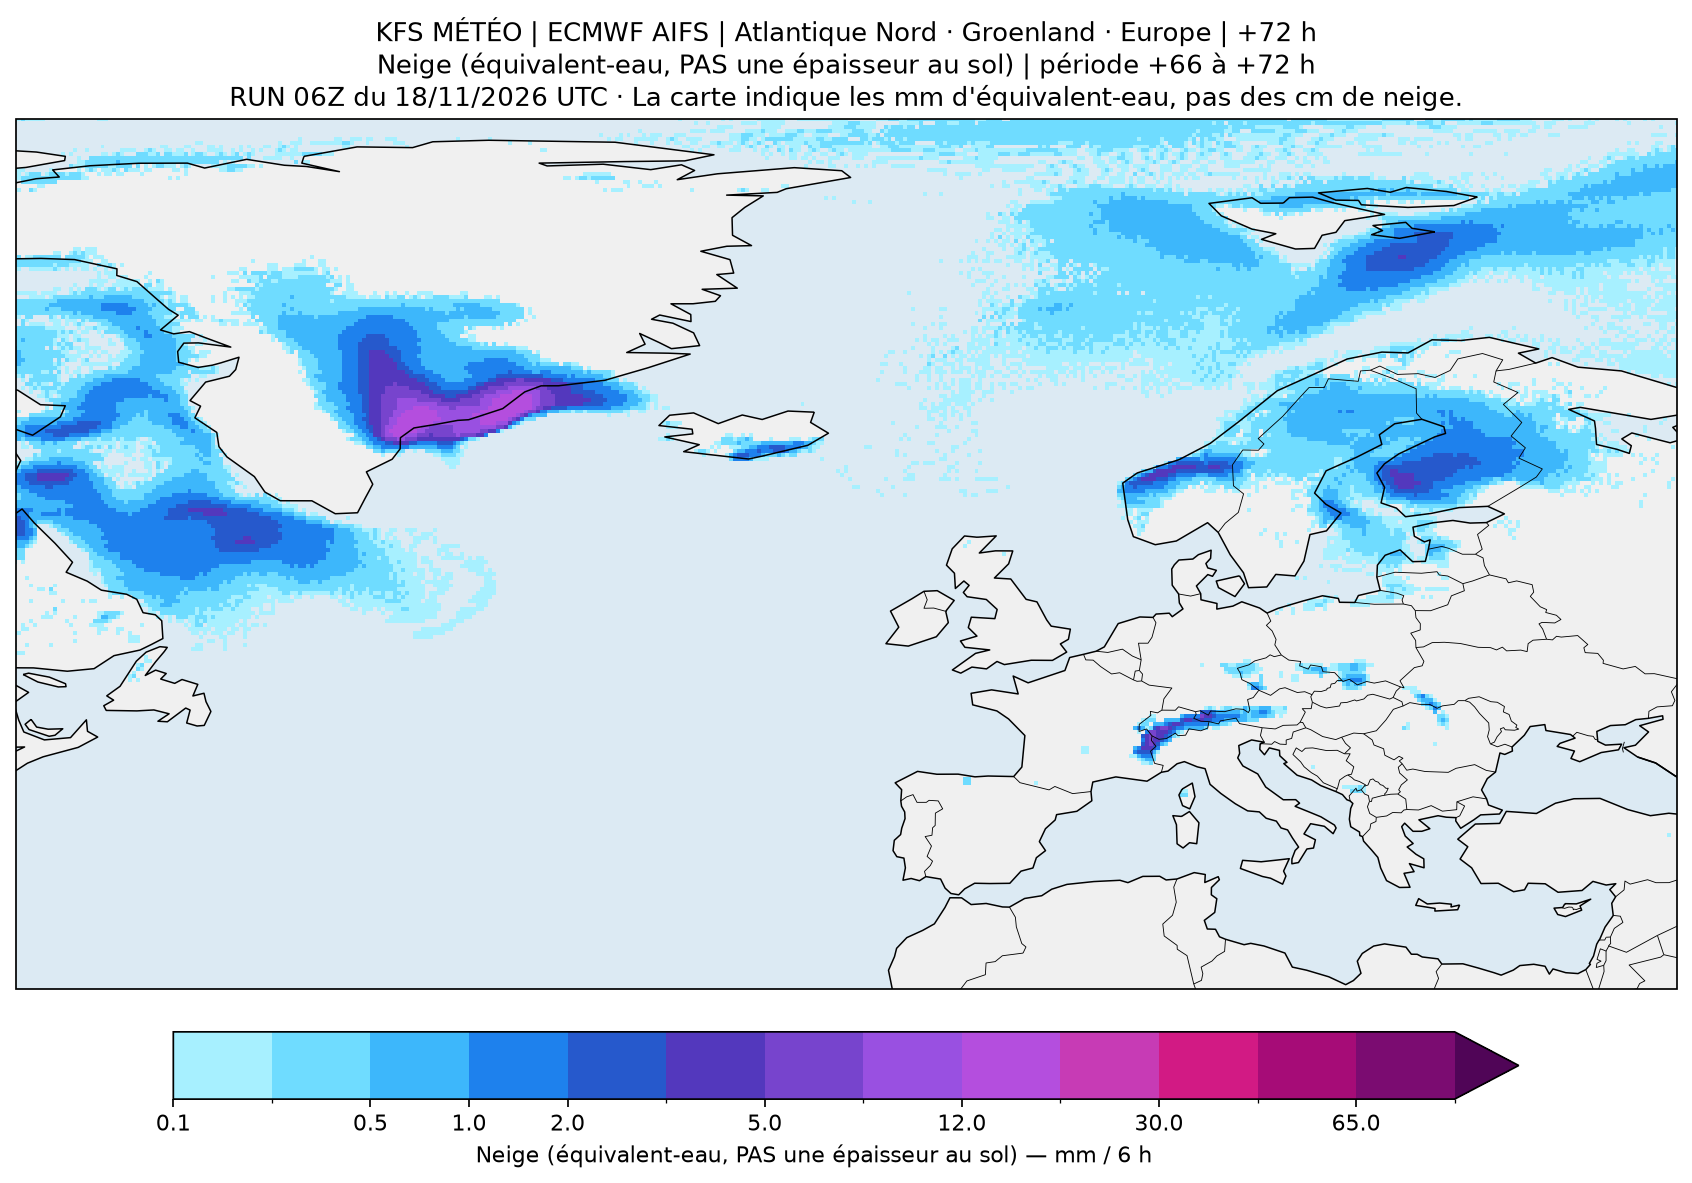 KFS MÉTÉO | ECMWF AIFS | Atlantique Nord · Groenland · Europe | +72 h
Neige (équivalent-eau, PAS une épaisseur au sol) | période +66 à +72 h
RUN 06Z du 18/11/2026 UTC · La carte indique les mm d'équivalent-eau, pas des cm de neige.
0.1 0.5 1.0 2.0 5.0 12.0 30.0 65.0
Neige (équivalent-eau, PAS une épaisseur au sol) — mm / 6 h